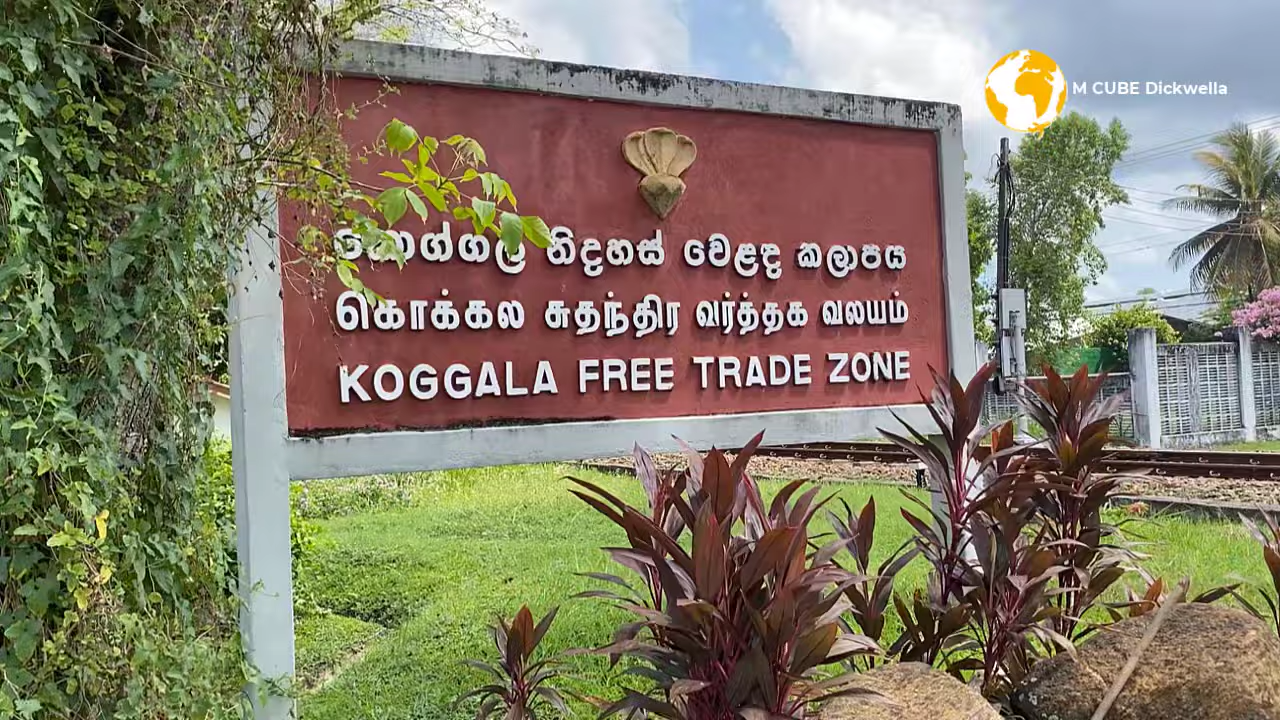 M CUBE Dickwella
කොග්ගල නිදහස් වෙළඳ කලාපය
கொக்கல சுதந்திர வர்த்தக வலயம்
KOGGALA FREE TRADE ZONE